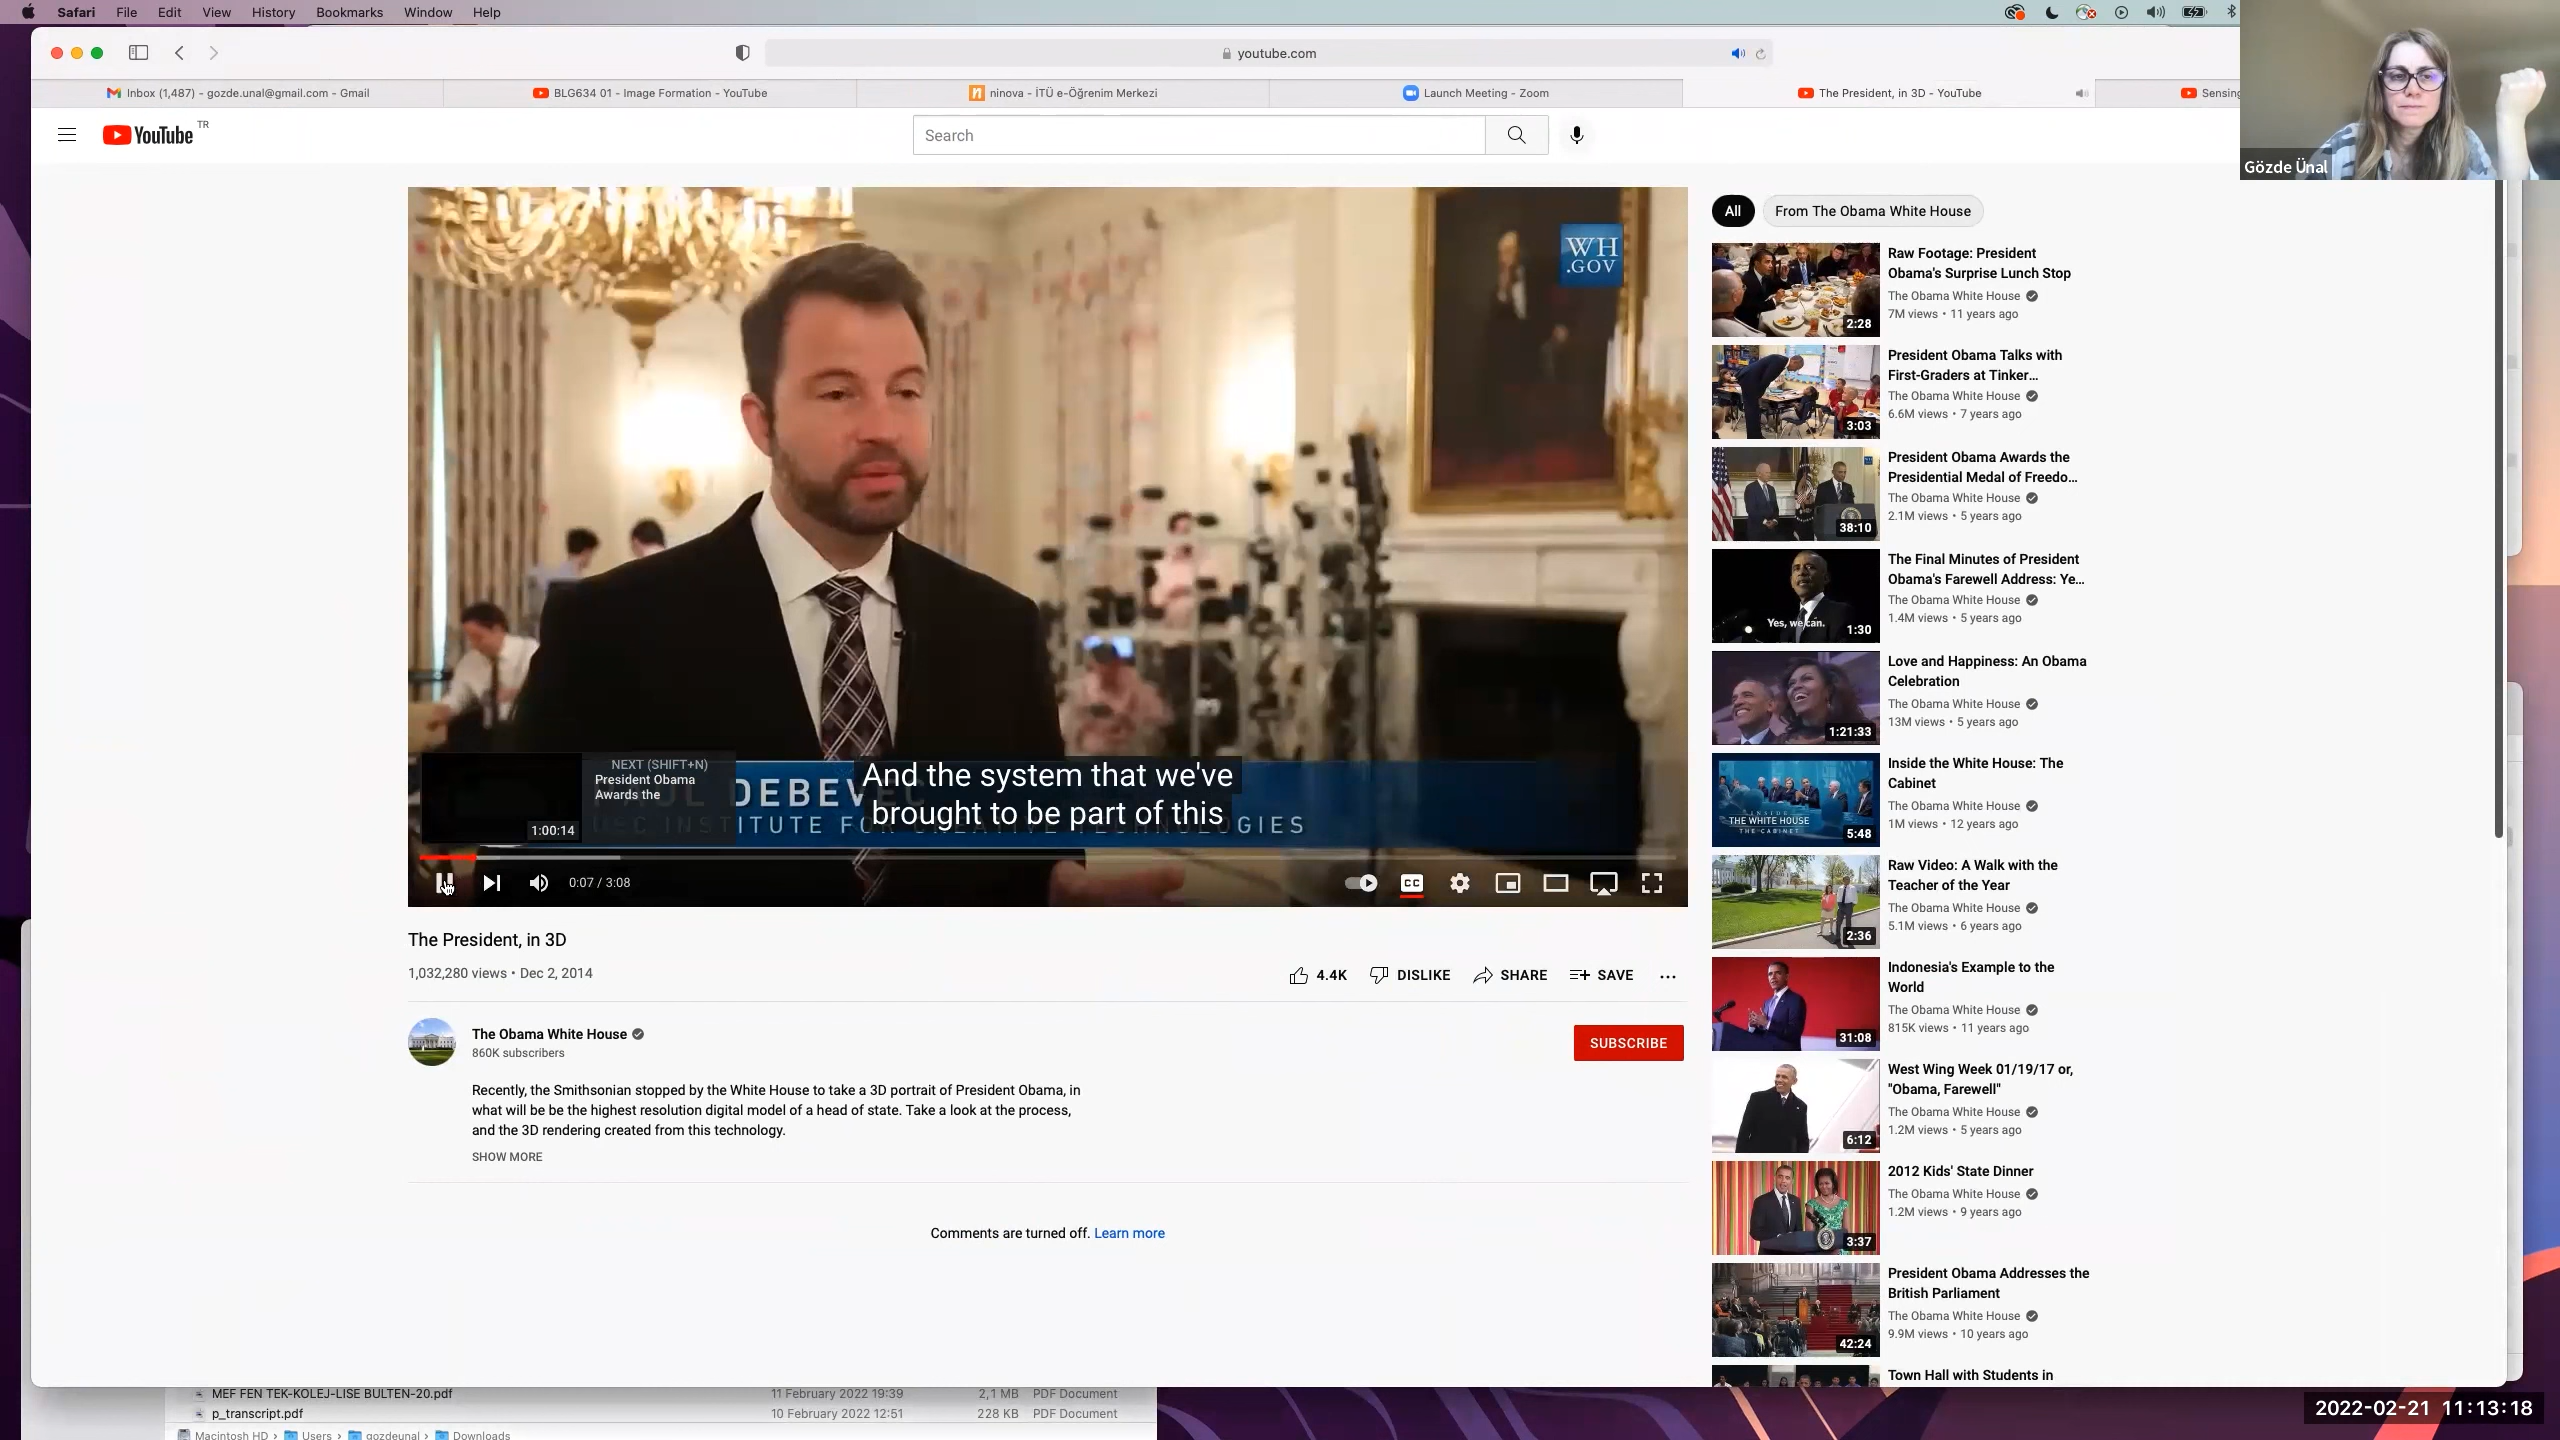 Safari File Edit View History Bookmarks Window Help
youtube.com
Inbox (1,487) - gozde.unal@gmail.com - Gmail
BLG634 01 - Image Formation - YouTube
ninova - İTÜ e-Öğrenim Merkezi
Launch Meeting - Zoom
The President, in 3D - YouTube
Sensing
YouTube TR
Search
Gözde Ünal
WH
.GOV
NEXT (SHIFT+N)
President Obama
Awards the
1:00:14
DEBEV
INSTITUTE FOR CREATIVE TECHNOLOGIES
And the system that we've
brought to be part of this
0:07 / 3:08
CC
The President, in 3D
1,032,280 views • Dec 2, 2014
4.4K DISLIKE SHARE SAVE ...
The Obama White House
860K subscribers
SUBSCRIBE
Recently, the Smithsonian stopped by the White House to take a 3D portrait of President Obama, in
what will be be the highest resolution digital model of a head of state. Take a look at the process,
and the 3D rendering created from this technology.
SHOW MORE
Comments are turned off. Learn more
All From The Obama White House
2:28
Raw Footage: President
Obama's Surprise Lunch Stop
The Obama White House
7M views • 11 years ago
3:03
President Obama Talks with
First-Graders at Tinker...
The Obama White House
6.6M views • 7 years ago
38:10
President Obama Awards the
Presidential Medal of Freedo...
The Obama White House
2.1M views • 5 years ago
Yes, we can.
1:30
The Final Minutes of President
Obama's Farewell Address: Ye...
The Obama White House
1.4M views • 5 years ago
1:21:33
Love and Happiness: An Obama
Celebration
The Obama White House
13M views • 5 years ago
INSIDE
THE WHITE HOUSE
THE CABINET
5:48
Inside the White House: The
Cabinet
The Obama White House
1M views • 12 years ago
2:36
Raw Video: A Walk with the
Teacher of the Year
The Obama White House
5.1M views • 6 years ago
31:08
Indonesia's Example to the
World
The Obama White House
815K views • 11 years ago
6:12
West Wing Week 01/19/17 or,
"Obama, Farewell"
The Obama White House
1.2M views • 5 years ago
3:37
2012 Kids' State Dinner
The Obama White House
1.2M views • 9 years ago
42:24
President Obama Addresses the
British Parliament
The Obama White House
9.9M views • 10 years ago
Town Hall with Students in
MEF FEN TEK-KOLEJ-LISE BULTEN-20.pdf 11 February 2022 19:39 2,1 MB PDF Document
p_transcript.pdf 10 February 2022 12:51 228 KB PDF Document
Macintosh HD › Users › gozdeunal › Downloads
2022-02-21 11:13:18